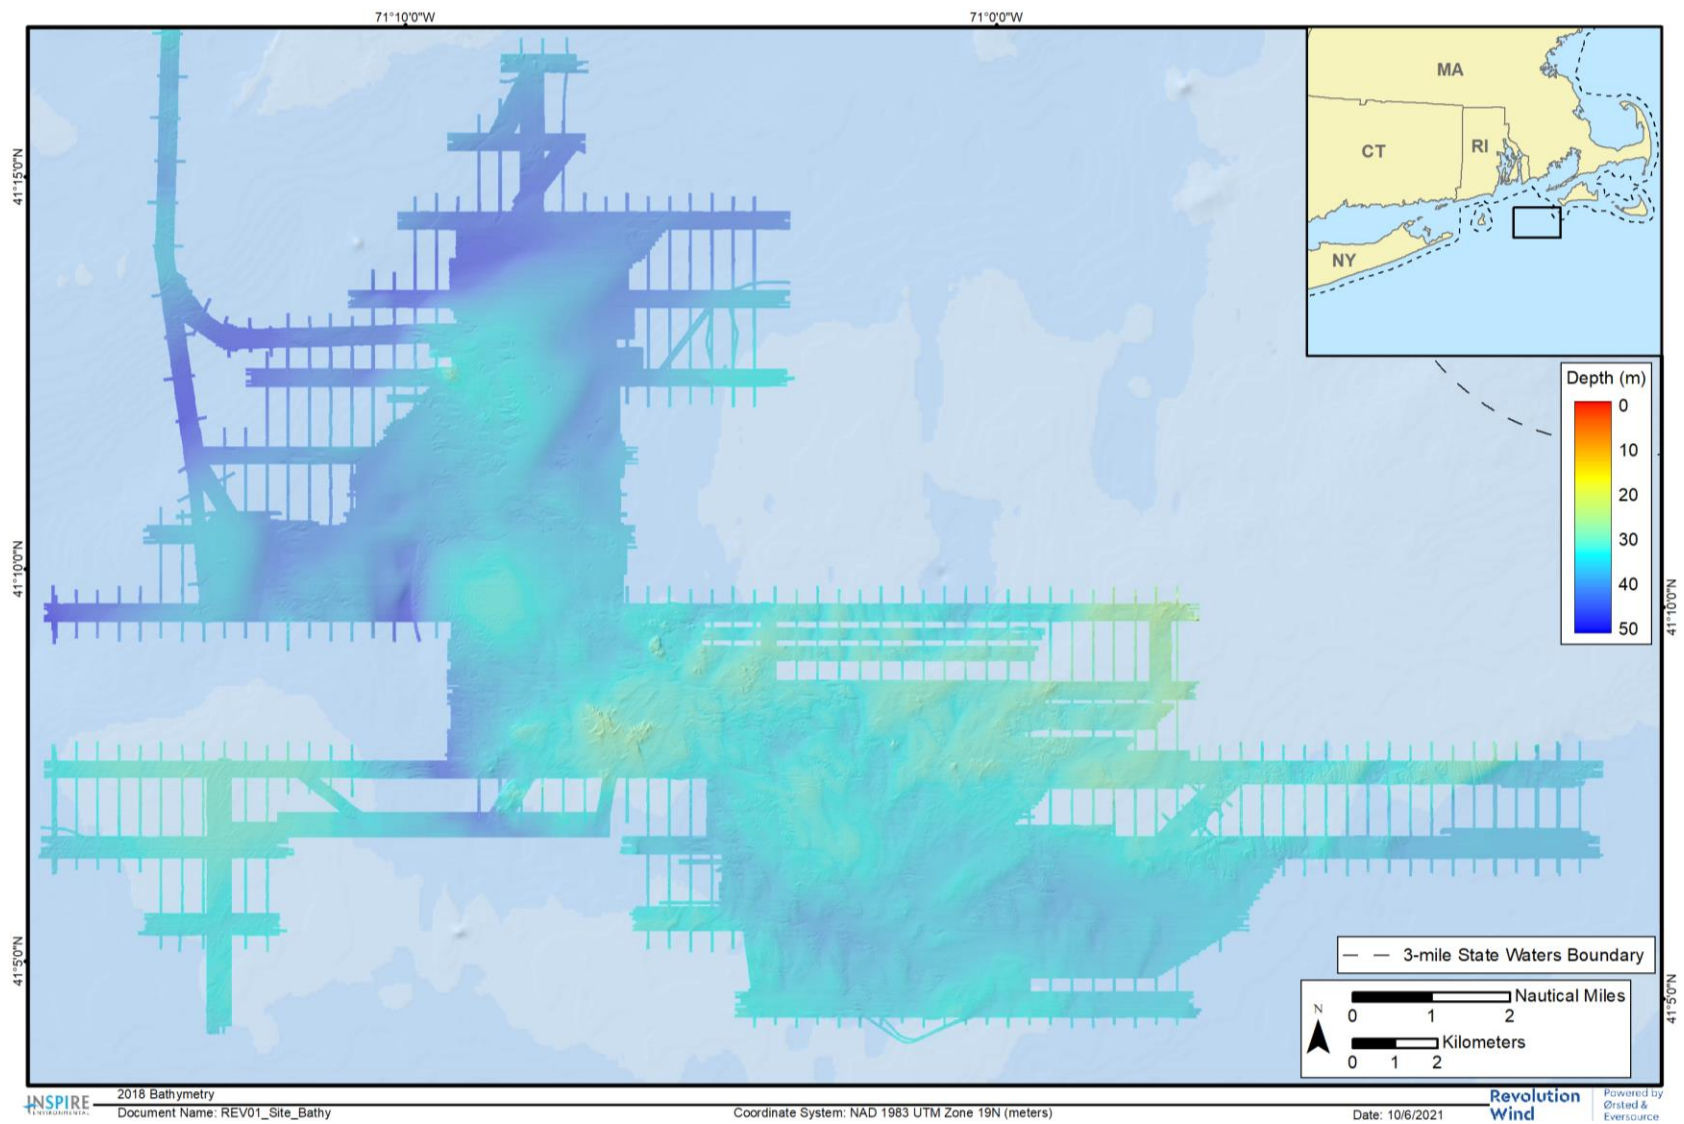 71°10'0"W
71°0'0"W
41°15'0"N
41°10'0"N
41°5'0"N
41°10'0"N
41°5'0"N
MA
CT
RI
NY
Depth (m)
0
10
20
30
40
50
3-mile State Waters Boundary
N
Nautical Miles
0 1 2
Kilometers
0 1 2
INSPIRE
ENVIRONMENTAL
2018 Bathymetry
Document Name: REV01_Site_Bathy
Coordinate System: NAD 1983 UTM Zone 19N (meters)
Date: 10/6/2021
Revolution
Wind
Powered by
Ørsted &
Eversource